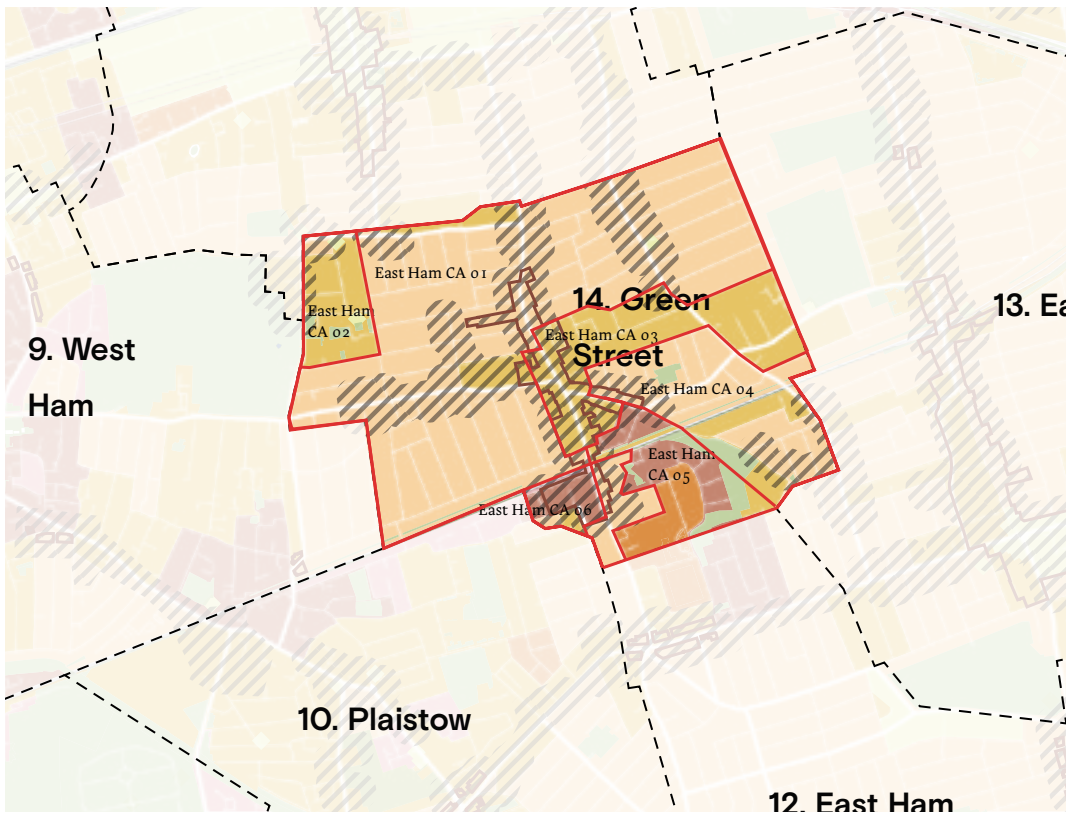 East Ham CA 01
14. Green
Street
East Ham
CA 02
East Ham CA 03
13. Ea
9. West
Ham
East Ham CA 04
East Ham
CA 05
East Ham CA 06
10. Plaistow
12. East Ham